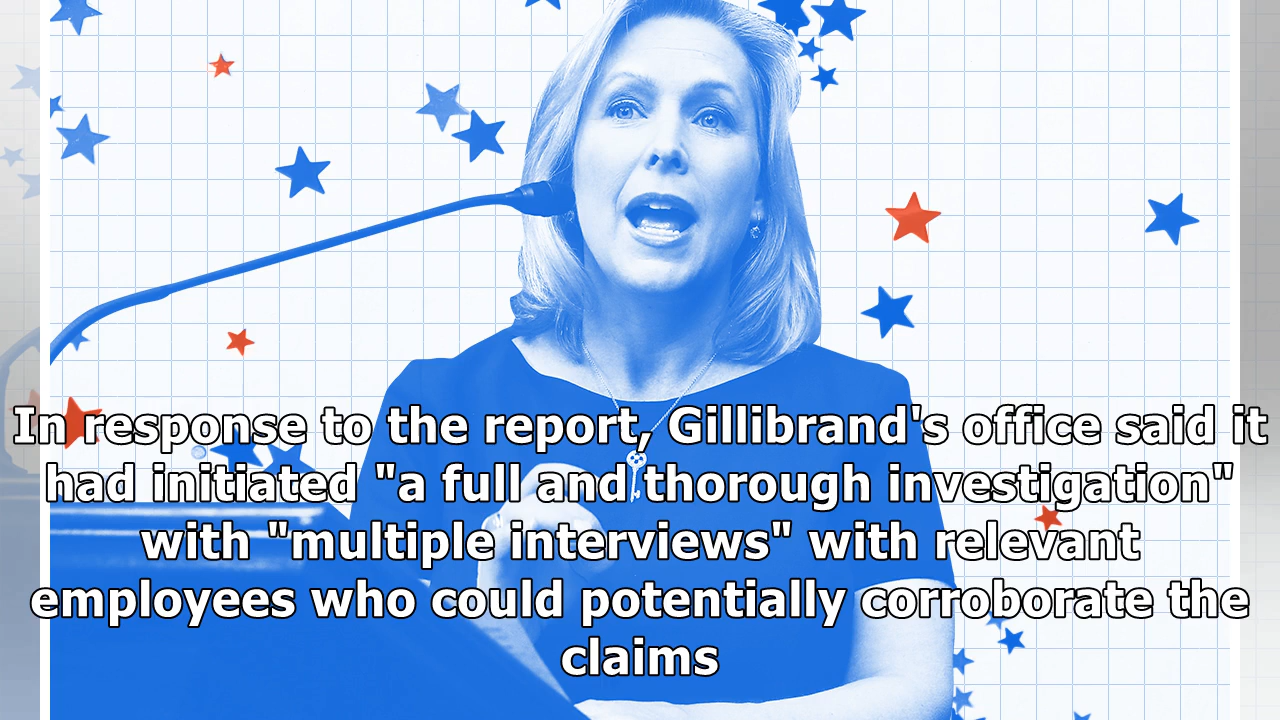 In response to the report, Gillibrand's office said it
had initiated "a full and thorough investigation"
with "multiple interviews" with relevant
employees who could potentially corroborate the
claims